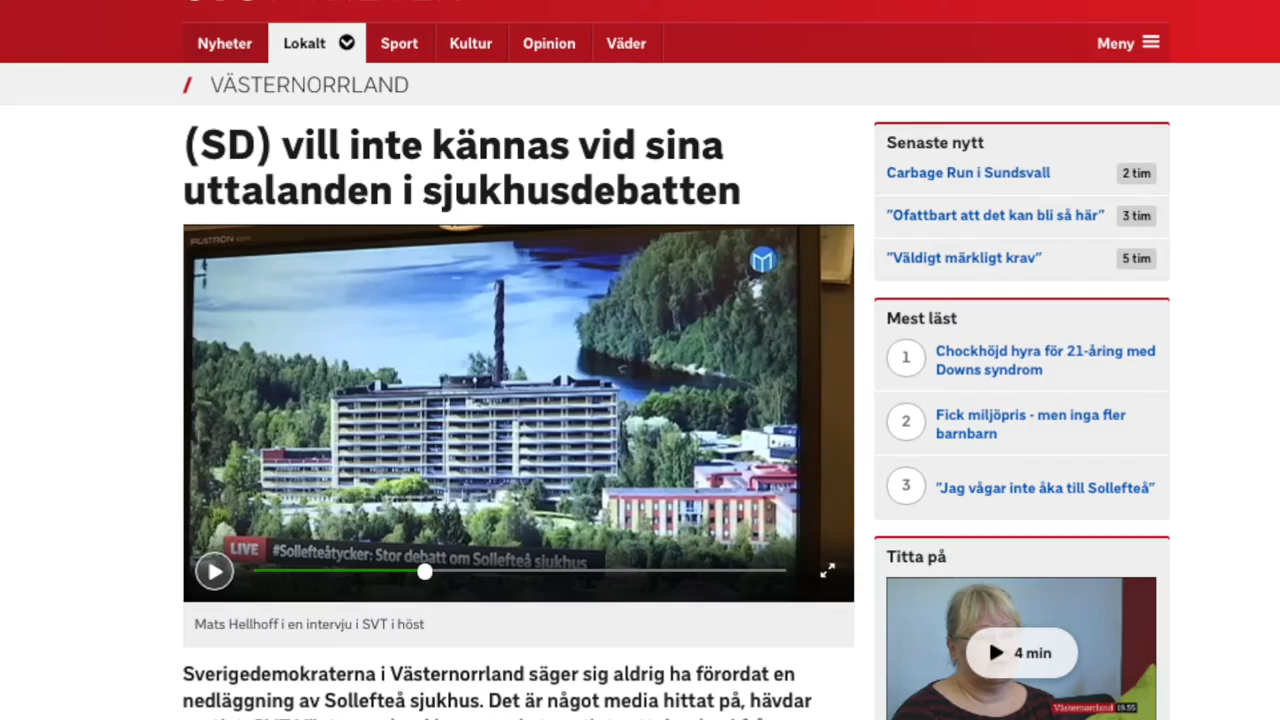 Nyheter
Lokalt
Sport
Kultur
Opinion
Väder
Meny
/ VÄSTERNORRLAND
(SD) vill inte kännas vid sina
uttalanden i sjukhusdebatten
FLATRON
LIVE
#Sollefteåtycker: Stor debatt om Sollefteå sjukhus
Mats Hellhoff i en intervju i SVT i höst
Sverigedemokraterna i Västernorrland säger sig aldrig ha förordat en
nedläggning av Sollefteå sjukhus. Det är något media hittat på, hävdar
Senaste nytt
Carbage Run i Sundsvall
2 tim
”Ofattbart att det kan bli så här”
3 tim
”Väldigt märkligt krav”
5 tim
Mest läst
1
Chockhöjd hyra för 21-åring med
Downs syndrom
2
Fick miljöpris - men inga fler
barnbarn
3
”Jag vågar inte åka till Sollefteå”
Titta på
4 min
Västernorrland 19.55